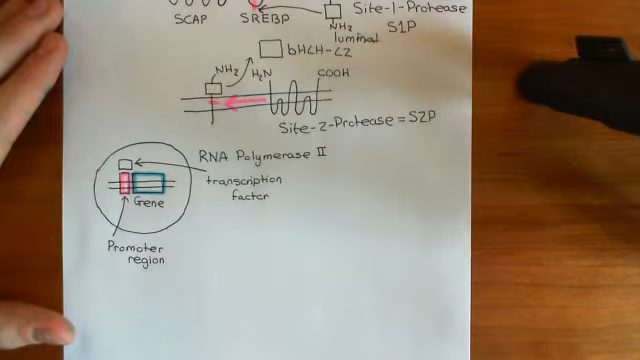 SCAP
SREBP
Site-1-Protease
S1P
NH₂
luminal
bHLH-LZ
NH₂
H₂N
COOH
Site-2-Protease = S2P
RNA Polymerase II
transcription
factor
Gene
Promoter
region